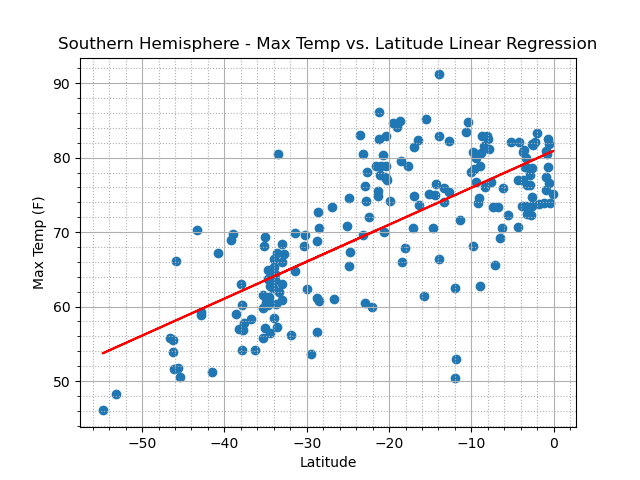 Southern Hemisphere - Max Temp vs. Latitude Linear Regression
90
80
70
60
50
Max Temp (F)
−50 −40 −30 −20 −10 0
Latitude